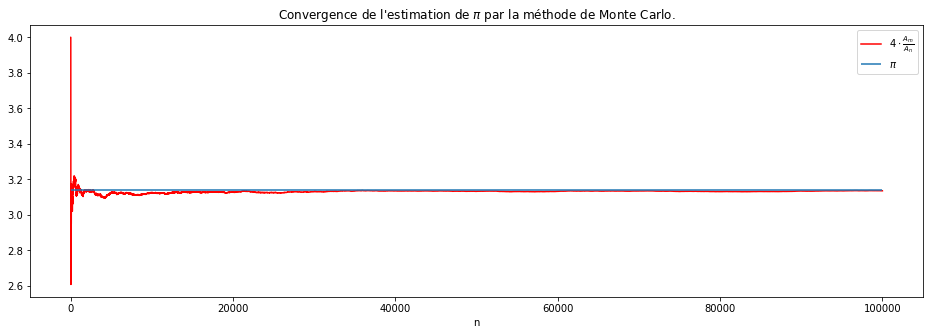 Convergence de l'estimation de π par la méthode de Monte Carlo.
4 · A_m / A_n
π
4.0
3.8
3.6
3.4
3.2
3.0
2.8
2.6
0 20000 40000 60000 80000 100000
n